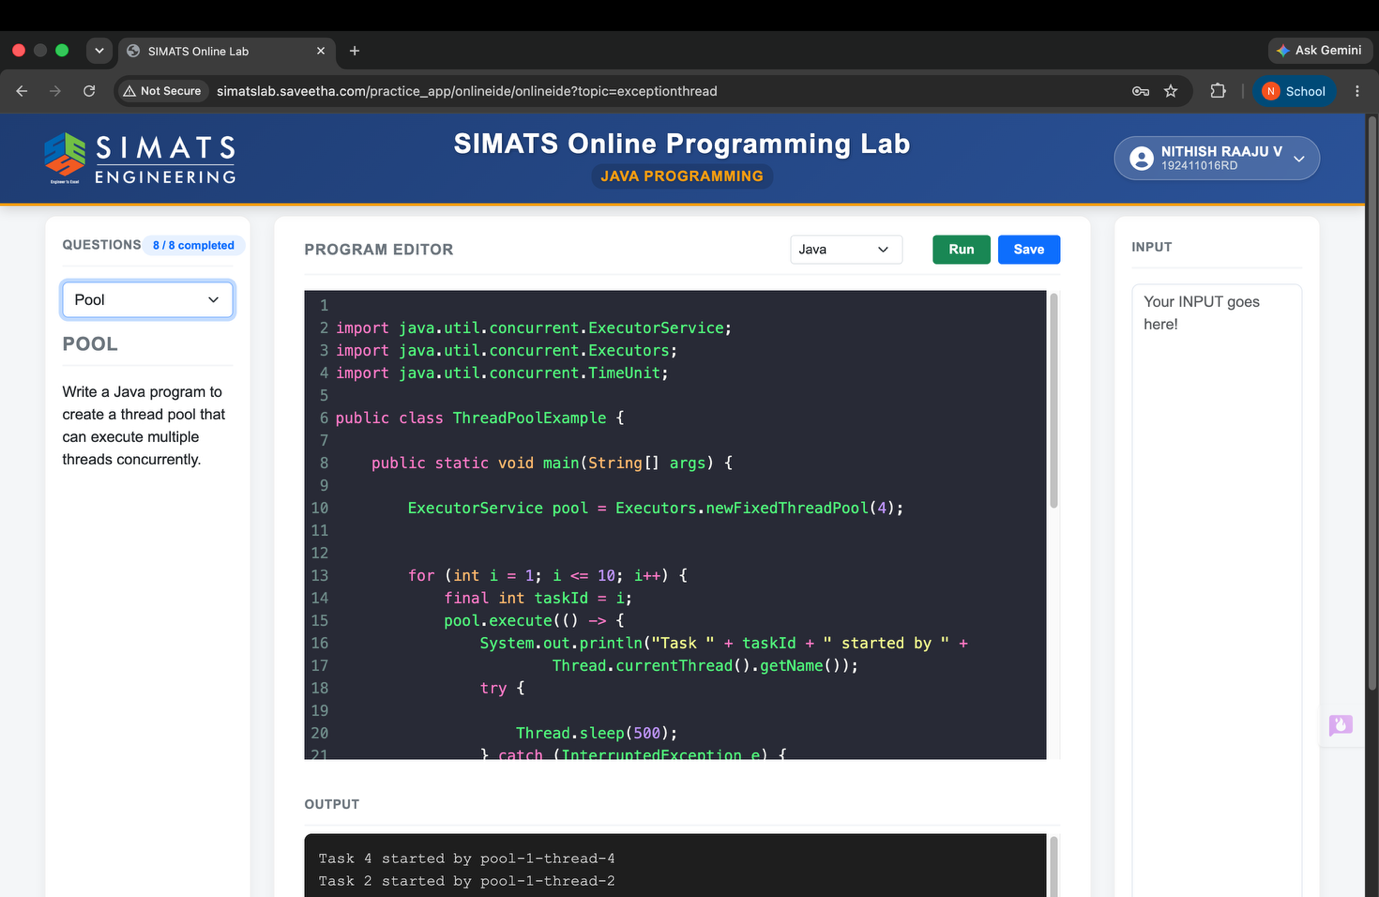 SIMATS Online Lab
Ask Gemini
Not Secure
simatslab.saveetha.com/practice_app/onlineide/onlineide?topic=exceptionthread
N School
SIMATS
ENGINEERING
Engineer to Excel
SIMATS Online Programming Lab
JAVA PROGRAMMING
NITHISH RAAJU V
192411016RD
QUESTIONS 8 / 8 completed
Pool
POOL
Write a Java program to
create a thread pool that
can execute multiple
threads concurrently.
PROGRAM EDITOR
Java
Run
Save
1
2 import java.util.concurrent.ExecutorService;
3 import java.util.concurrent.Executors;
4 import java.util.concurrent.TimeUnit;
5
6 public class ThreadPoolExample {
7
8     public static void main(String[] args) {
9
10         ExecutorService pool = Executors.newFixedThreadPool(4);
11
12
13         for (int i = 1; i <= 10; i++) {
14             final int taskId = i;
15             pool.execute(() -> {
16                 System.out.println("Task " + taskId + " started by " +
17                         Thread.currentThread().getName());
18                 try {
19
20                     Thread.sleep(500);
21                 } catch (InterruptedException e) {
OUTPUT
Task 4 started by pool-1-thread-4
Task 2 started by pool-1-thread-2
INPUT
Your INPUT goes
here!